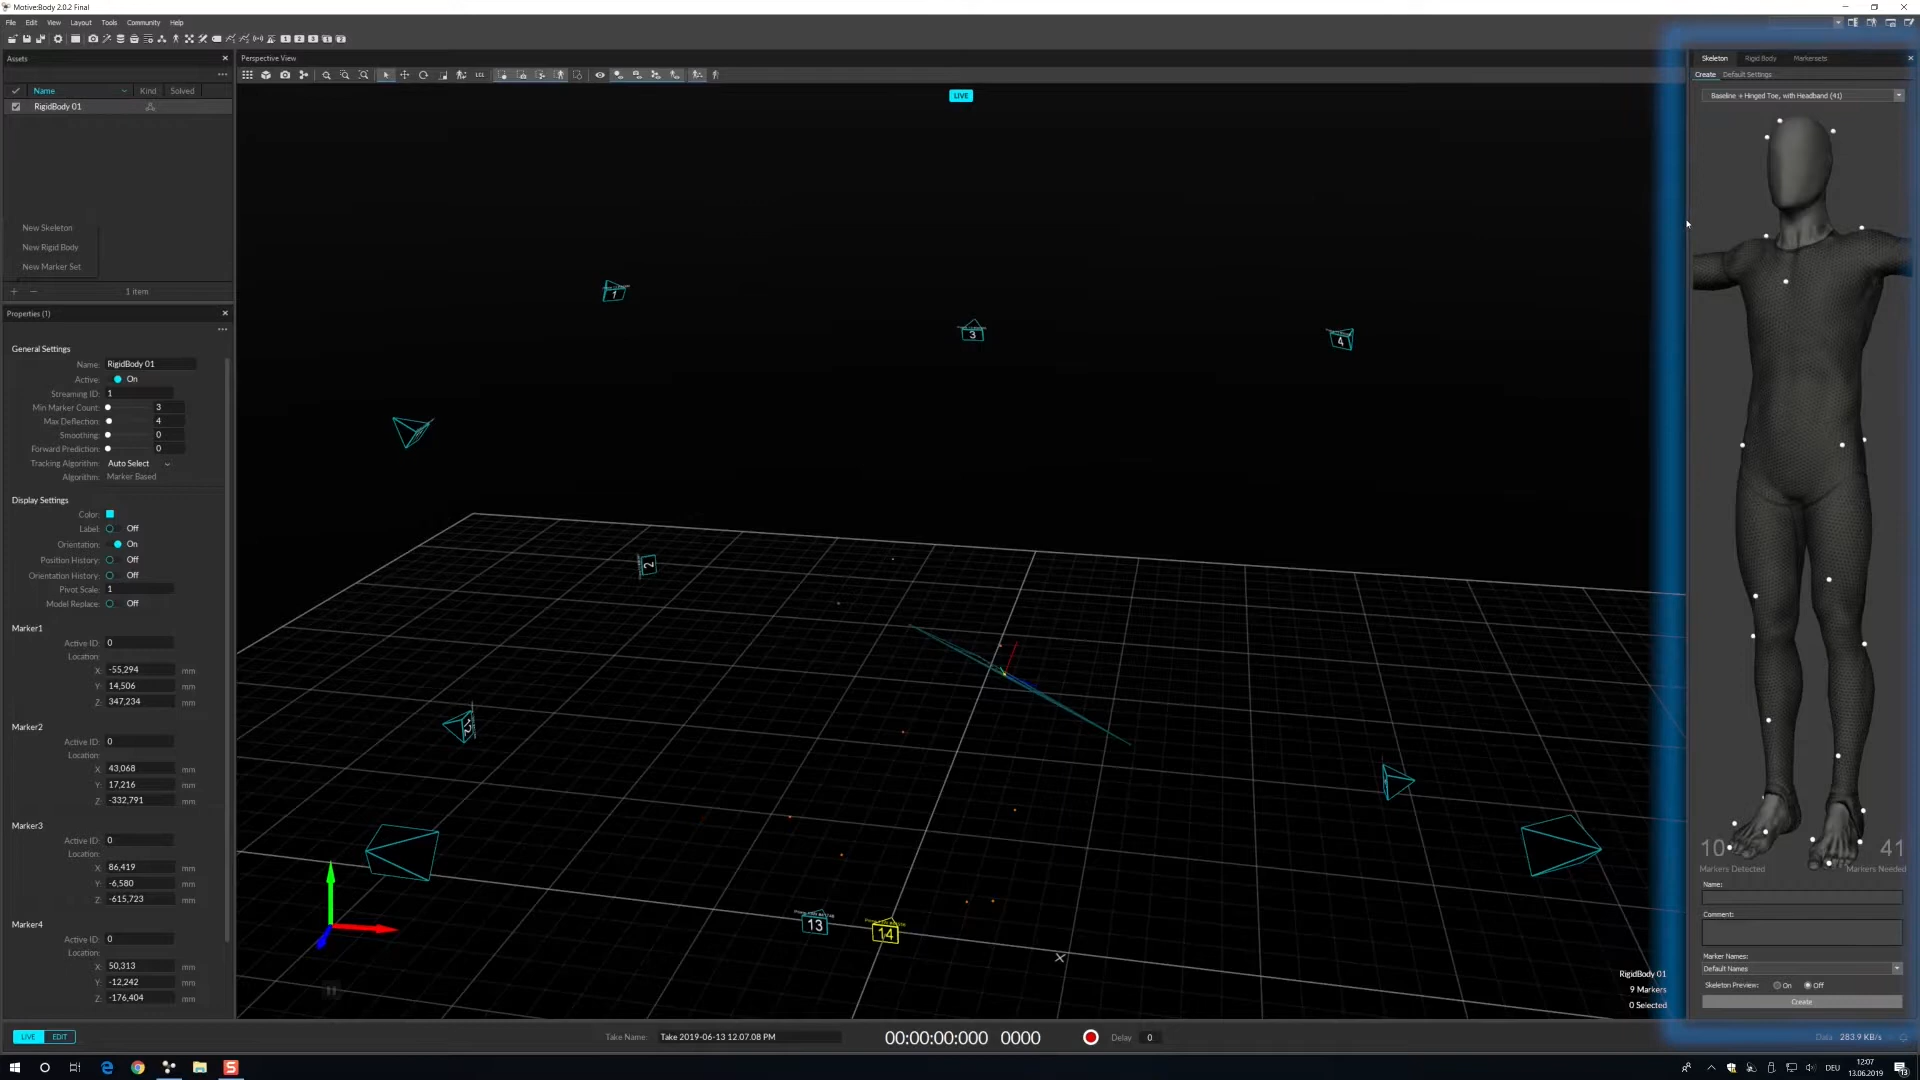 Motive:Body 2.0.2 Final
File Edit View Layout Tools Community Help
Assets
Name Kind Solved
RigidBody 01
New Skeleton
New Rigid Body
New Marker Set
1 item
Properties (1)
General Settings
Name: RigidBody 01
Active: On
Streaming ID: 1
Min Marker Count: 3
Max Deflection: 4
Smoothing: 0
Forward Prediction: 0
Tracking Algorithm: Auto Select
Algorithm: Marker Based
Display Settings
Color:
Label: Off
Orientation: On
Position History: Off
Orientation History: Off
Pivot Scale: 1
Model Replace: Off
Marker1
Active ID: 0
Location:
X: -55,294 mm
Y: 14,506 mm
Z: 347,234 mm
Marker2
Active ID: 0
Location:
X: 43,068 mm
Y: 17,216 mm
Z: -332,791 mm
Marker3
Active ID: 0
Location:
X: 86,419 mm
Y: -6,580 mm
Z: -615,723 mm
Marker4
Active ID: 0
Location:
X: 50,313 mm
Y: -12,242 mm
Z: -176,404 mm
Perspective View
LIVE
1
3
4
2
13
14
RigidBody 01
9 Markers
0 Selected
Skeleton Rigid Body Markersets
Create Default Settings
Baseline + Hinged Toe, with Headband (41)
10 41
Markers Detected Markers Needed
Name:
Comment:
Marker Names:
Default Names
Skeleton Preview: On Off
Create
LIVE EDIT
Take Name: Take 2019-06-13 12.07.08 PM
00:00:00:000 0000
Delay 0
Data 283.9 KB/s
DEU
12:07
13.06.2019